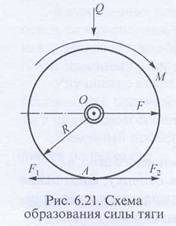 Q
M
O
F
R
F₁
A
F₂
Рис. 6.21. Схема
образования силы тяги